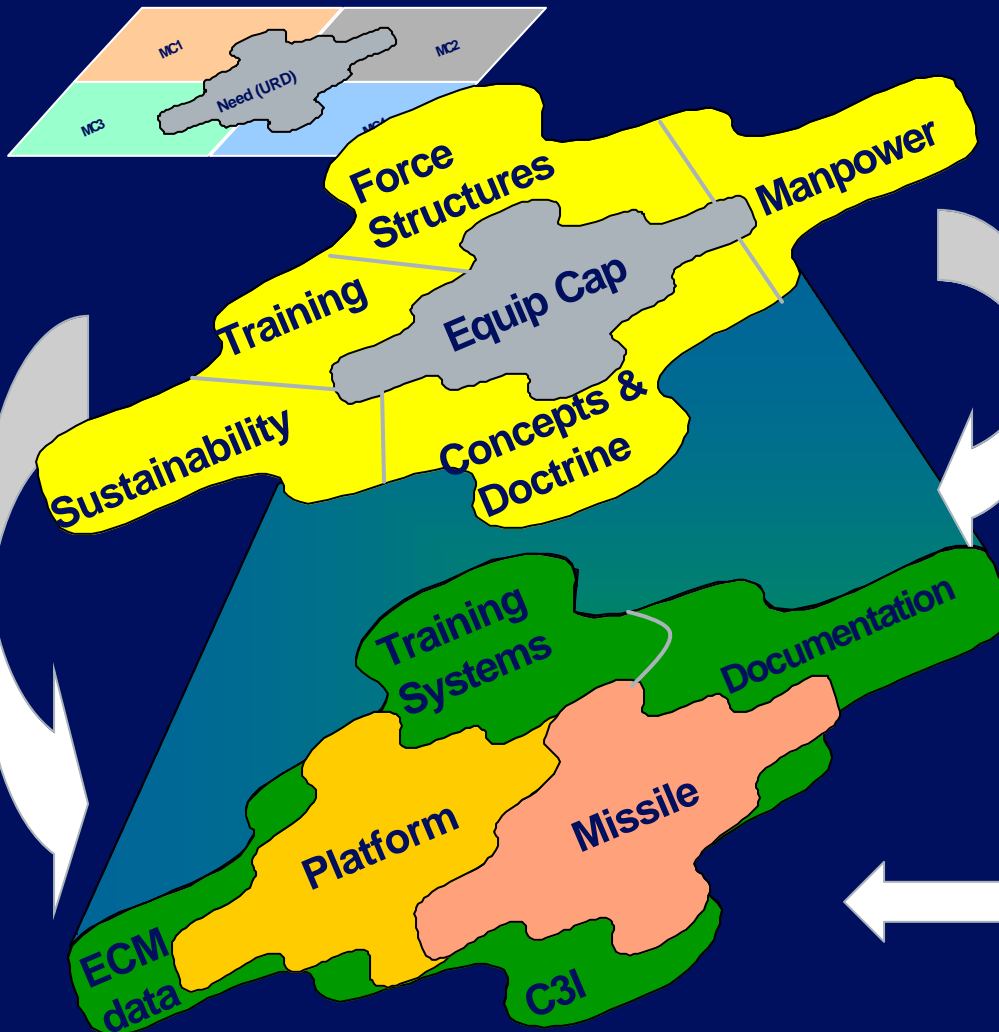 MC1
MC2
Need (URD)
MC3
Force
Structures
Manpower
Training
Equip Cap
Sustainability
Concepts &
Doctrine
Training
Systems
Documentation
Platform
Missile
ECM
data
C3I